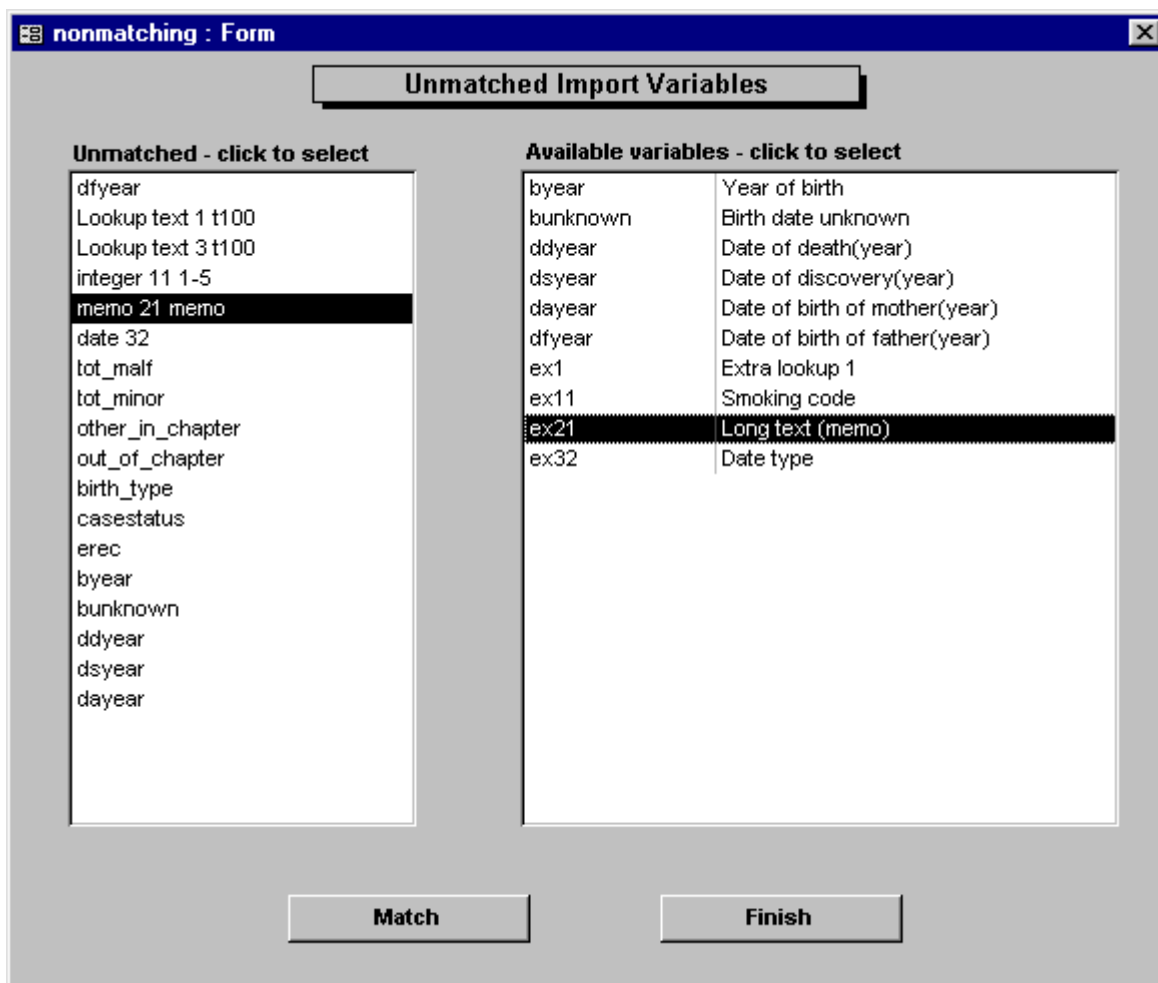 nonmatching : Form
Unmatched Import Variables
Unmatched - click to select
dfyear
Lookup text 1 t100
Lookup text 3 t100
integer 11 1-5
memo 21 memo
date 32
tot_malf
tot_minor
other_in_chapter
out_of_chapter
birth_type
casestatus
erec
byear
bunknown
ddyear
dsyear
dayear
Available variables - click to select
byear Year of birth
bunknown Birth date unknown
ddyear Date of death(year)
dsyear Date of discovery(year)
dayear Date of birth of mother(year)
dfyear Date of birth of father(year)
ex1 Extra lookup 1
ex11 Smoking code
ex21 Long text (memo)
ex32 Date type
Match
Finish